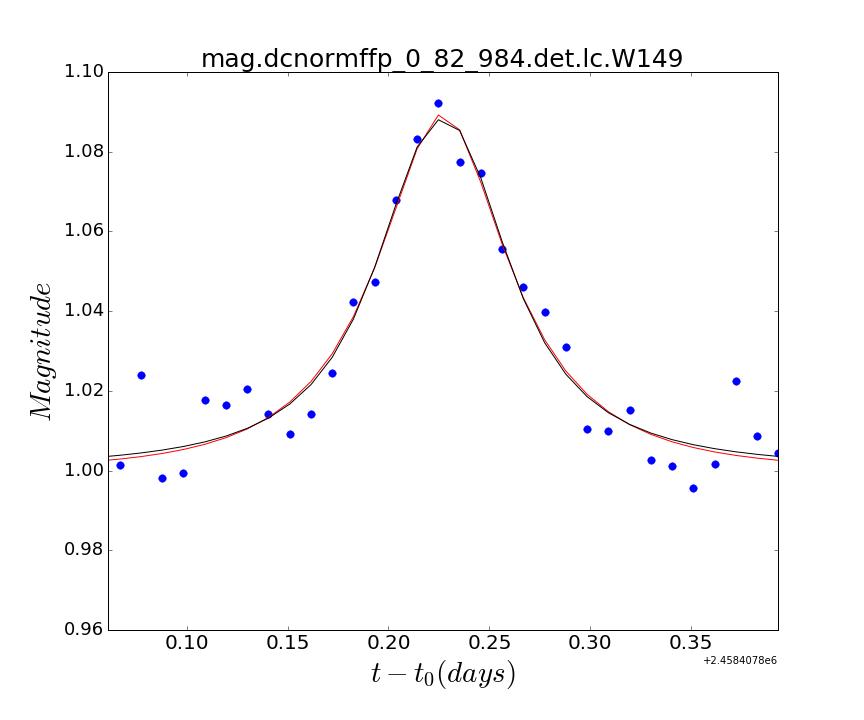 mag.dcnormffp_0_82_984.det.lc.W149
1.10
1.08
1.06
1.04
1.02
1.00
0.98
0.96
Magnitude
0.10 0.15 0.20 0.25 0.30 0.35
+2.4584078e6
t − t₀(days)